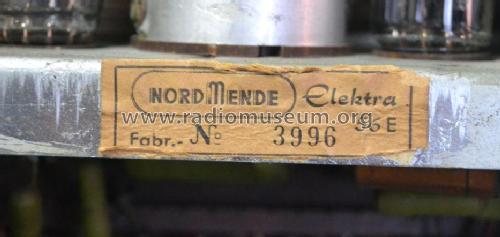 NORDMENDE Elektra
www.radiomuseum.org
56 E
Fabr.- No 3996